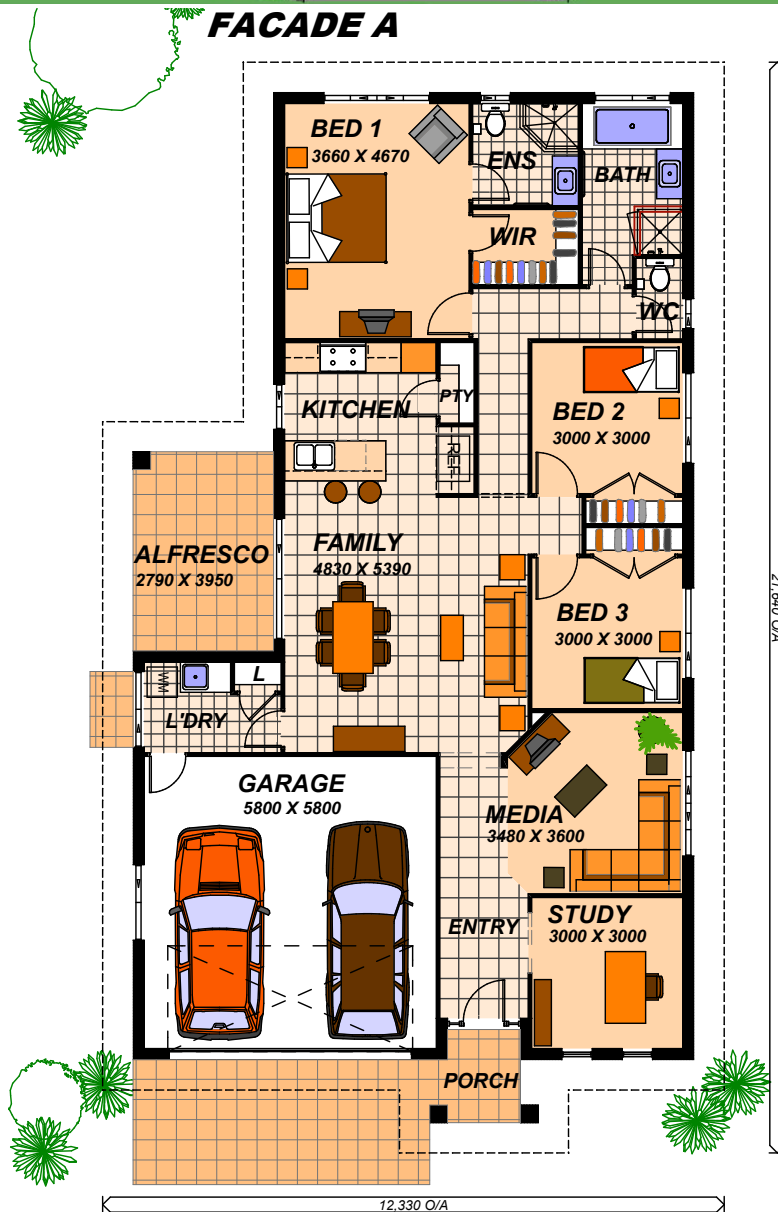 FACADE A
BED 1
3660 X 4670
ENS
BATH
WIR
WC
KITCHEN
PTY
REF
BED 2
3000 X 3000
ALFRESCO
2790 X 3950
FAMILY
4830 X 5390
BED 3
3000 X 3000
WM
L
L'DRY
GARAGE
5800 X 5800
MEDIA
3480 X 3600
ENTRY
STUDY
3000 X 3000
PORCH
12,330 O/A